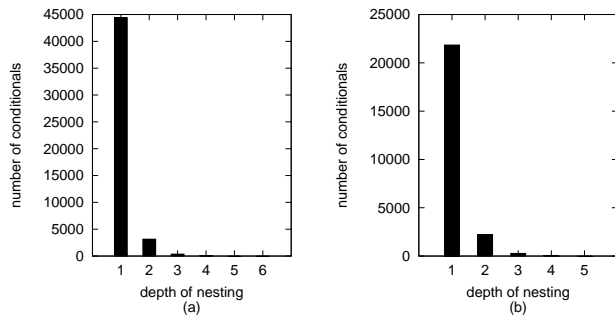 45000
40000
35000
30000
25000
20000
15000
10000
5000
0
number of conditionals
1 2 3 4 5 6
depth of nesting
(a)
25000
20000
15000
10000
5000
0
number of conditionals
1 2 3 4 5
depth of nesting
(b)